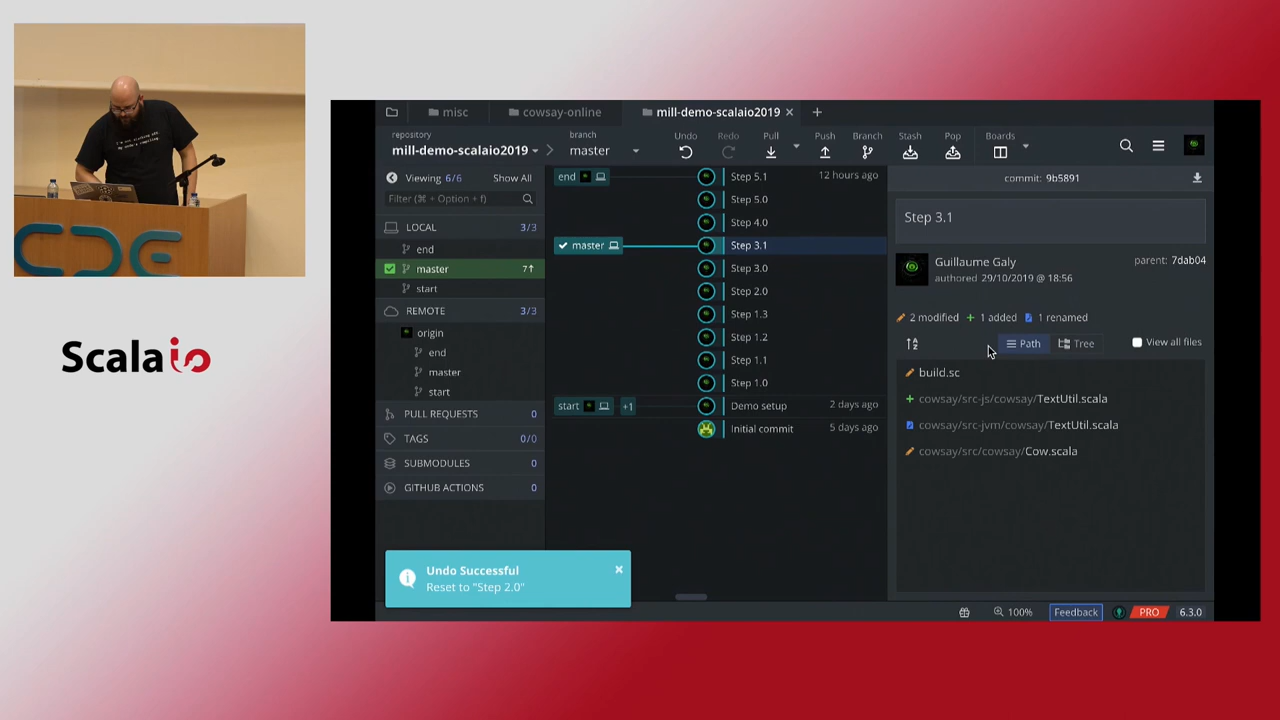 I'm not slacking off,
my code's compiling.
Scala io
misc
cowsay-online
mill-demo-scalaio2019
repository
mill-demo-scalaio2019
branch
master
Undo
Redo
Pull
Push
Branch
Stash
Pop
Boards
Viewing 6/6
Show All
Filter (⌘ + Option + f)
LOCAL 3/3
end
master 7↑
start
REMOTE 3/3
origin
end
master
start
PULL REQUESTS 0
TAGS 0/0
SUBMODULES 0
GITHUB ACTIONS 0
end Step 5.1 12 hours ago
Step 5.0
Step 4.0
master Step 3.1
Step 3.0
Step 2.0
Step 1.3
Step 1.2
Step 1.1
Step 1.0
start +1 Demo setup 2 days ago
Initial commit 5 days ago
commit: 9b5891
Step 3.1
Guillaume Galy
authored 29/10/2019 @ 18:56
parent: 7dab04
2 modified + 1 added 1 renamed
Path
Tree
View all files
build.sc
+ cowsay/src-js/cowsay/TextUtil.scala
cowsay/src-jvm/cowsay/TextUtil.scala
cowsay/src/cowsay/Cow.scala
Undo Successful
Reset to "Step 2.0"
100%
Feedback
PRO
6.3.0